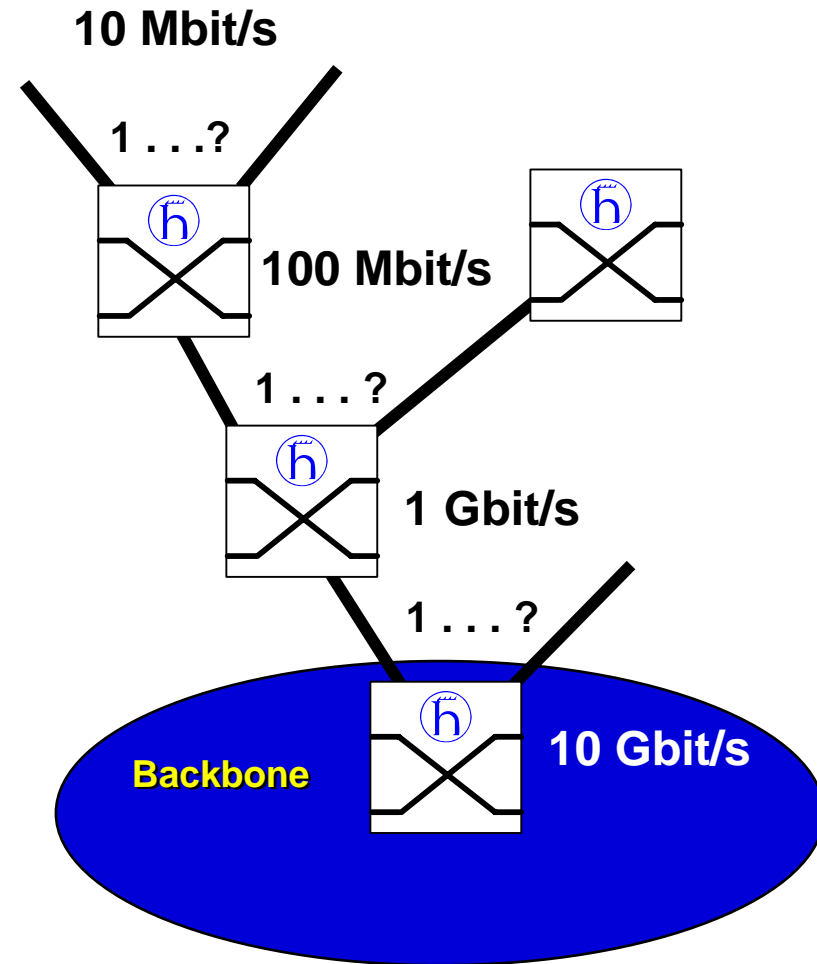 10 Mbit/s
1 . . .?
100 Mbit/s
1 . . . ?
1 Gbit/s
1 . . . ?
10 Gbit/s
Backbone